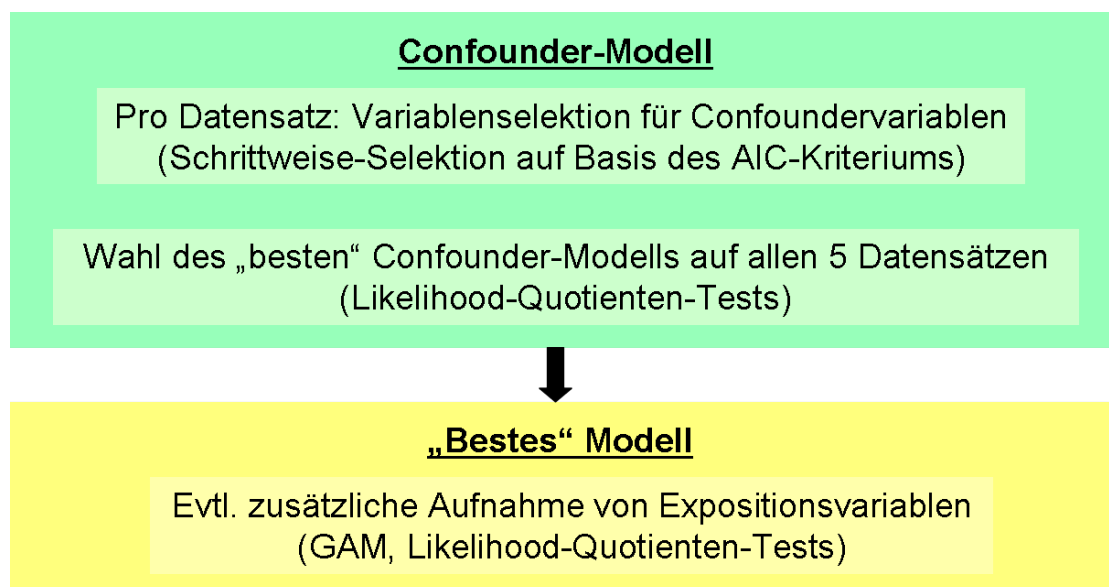 Confounder-Modell
Pro Datensatz: Variablenselektion für Confoundervariablen
(Schrittweise-Selektion auf Basis des AIC-Kriteriums)
Wahl des „besten“ Confounder-Modells auf allen 5 Datensätzen
(Likelihood-Quotienten-Tests)
„Bestes“ Modell
Evtl. zusätzliche Aufnahme von Expositionsvariablen
(GAM, Likelihood-Quotienten-Tests)